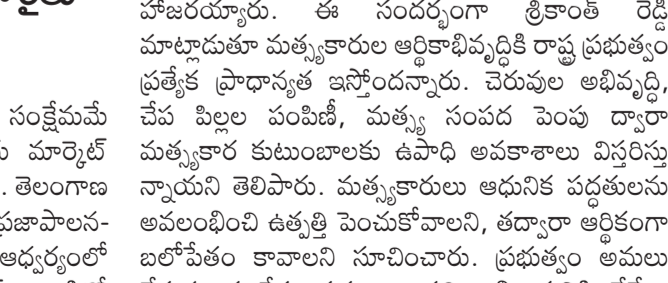 సంక్షేమమే
మార్కెట్
. తెలంగాణ
ప్రజాపాలన-
ఆధ్వర్యంలో
హాజరయ్యారు. ఈ సందర్భంగా శ్రీకాంత్ రెడ్డి
మాట్లాడుతూ మత్స్యకారుల ఆర్థికాభివృద్ధికి రాష్ట్ర ప్రభుత్వం
ప్రత్యేక ప్రాధాన్యత ఇస్తోందన్నారు. చెరువుల అభివృద్ధి,
చేప పిల్లల పంపిణీ, మత్స్య సంపద పెంపు ద్వారా
మత్స్యకార కుటుంబాలకు ఉపాధి అవకాశాలు విస్తరిస్తు
న్నాయని తెలిపారు. మత్స్యకారులు ఆధునిక పద్ధతులను
అవలంభించి ఉత్పత్తి పెంచుకోవాలని, తద్వారా ఆర్థికంగా
బలోపేతం కావాలని సూచించారు. ప్రభుత్వం అమలు